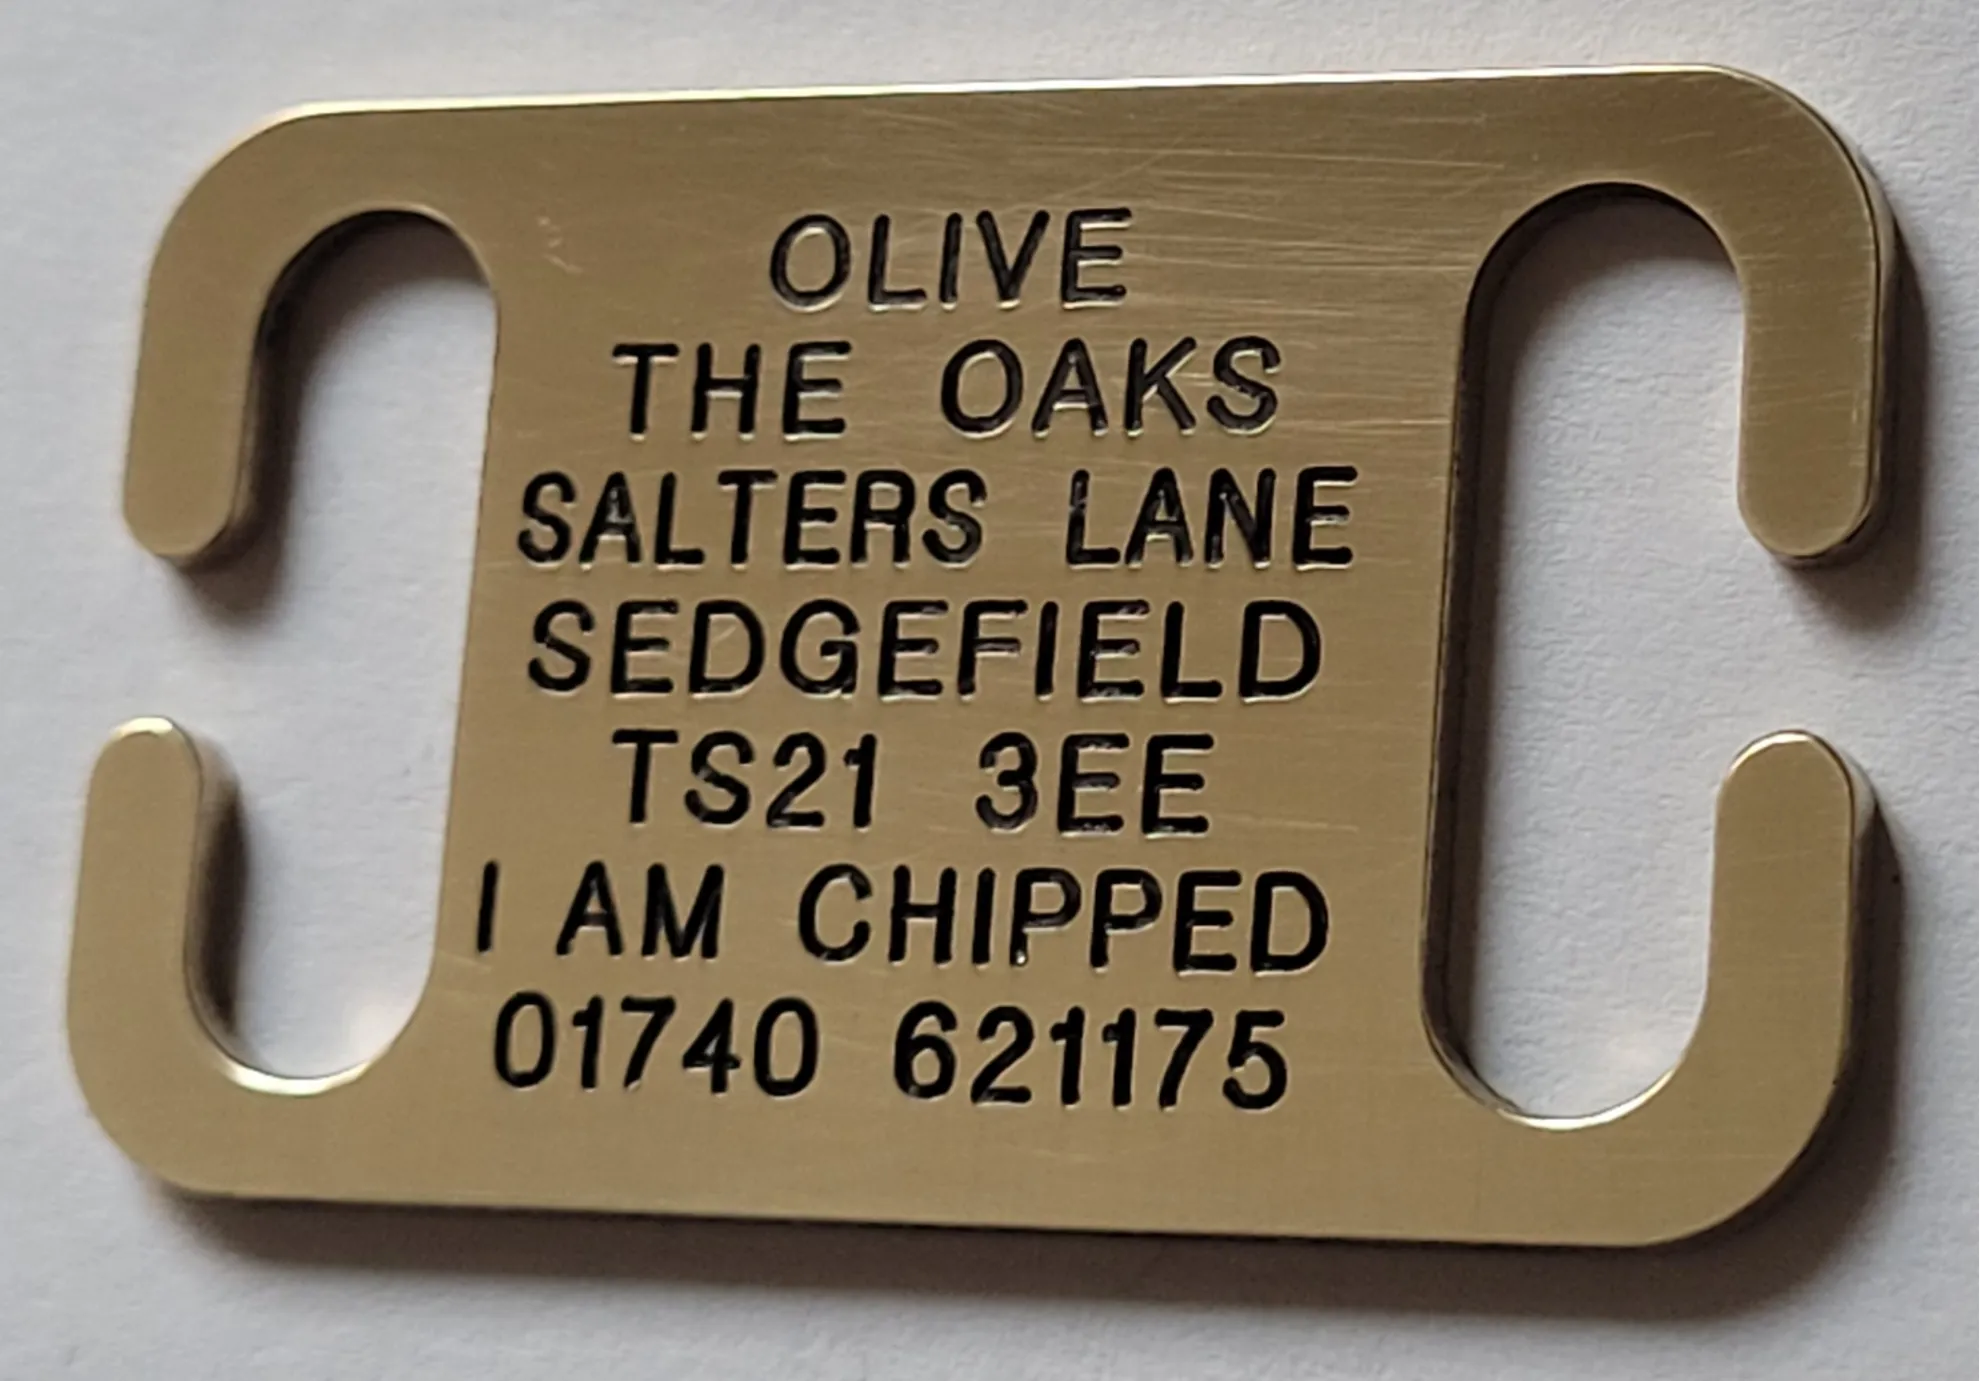 OLIVE
THE OAKS
SALTERS LANE
SEDGEFIELD
TS21 3EE
I AM CHIPPED
01740 621175